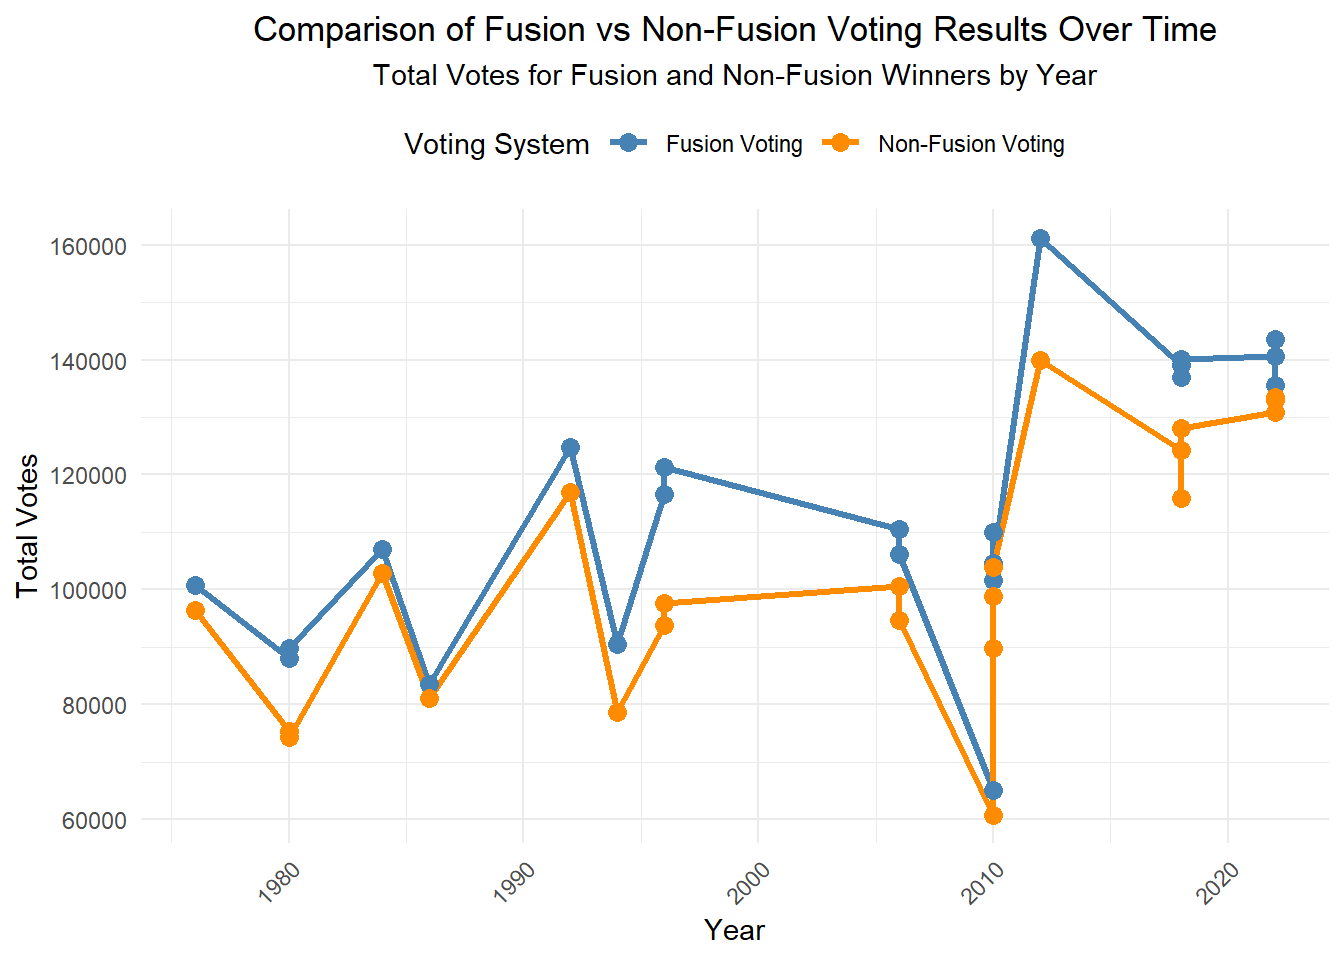 Comparison of Fusion vs Non-Fusion Voting Results Over Time
Total Votes for Fusion and Non-Fusion Winners by Year
Voting System Fusion Voting Non-Fusion Voting
160000
140000
120000
100000
80000
60000
Total Votes
1980 1990 2000 2010 2020
Year